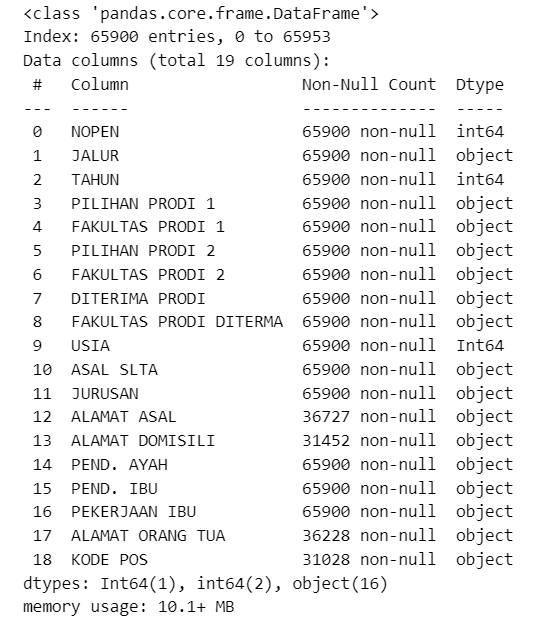 <class 'pandas.core.frame.DataFrame'>
Index: 65900 entries, 0 to 65953
Data columns (total 19 columns):
 #   Column                  Non-Null Count  Dtype
---  ------                  --------------  -----
 0   NOPEN                   65900 non-null  int64
 1   JALUR                   65900 non-null  object
 2   TAHUN                   65900 non-null  int64
 3   PILIHAN PRODI 1         65900 non-null  object
 4   FAKULTAS PRODI 1        65900 non-null  object
 5   PILIHAN PRODI 2         65900 non-null  object
 6   FAKULTAS PRODI 2        65900 non-null  object
 7   DITERIMA PRODI          65900 non-null  object
 8   FAKULTAS PRODI DITERMA  65900 non-null  object
 9   USIA                    65900 non-null  Int64
 10  ASAL SLTA               65900 non-null  object
 11  JURUSAN                 65900 non-null  object
 12  ALAMAT ASAL             36727 non-null  object
 13  ALAMAT DOMISILI         31452 non-null  object
 14  PEND. AYAH              65900 non-null  object
 15  PEND. IBU               65900 non-null  object
 16  PEKERJAAN IBU           65900 non-null  object
 17  ALAMAT ORANG TUA        36228 non-null  object
 18  KODE POS                31028 non-null  object
dtypes: Int64(1), int64(2), object(16)
memory usage: 10.1+ MB